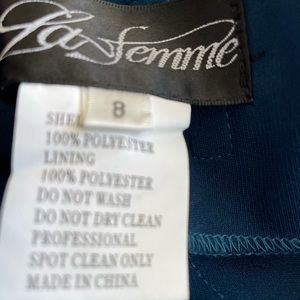 La Femme
8
SHELL
100% POLYESTER
LINING
100% POLYESTER
DO NOT WASH
DO NOT DRY CLEAN
PROFESSIONAL
SPOT CLEAN ONLY
MADE IN CHINA